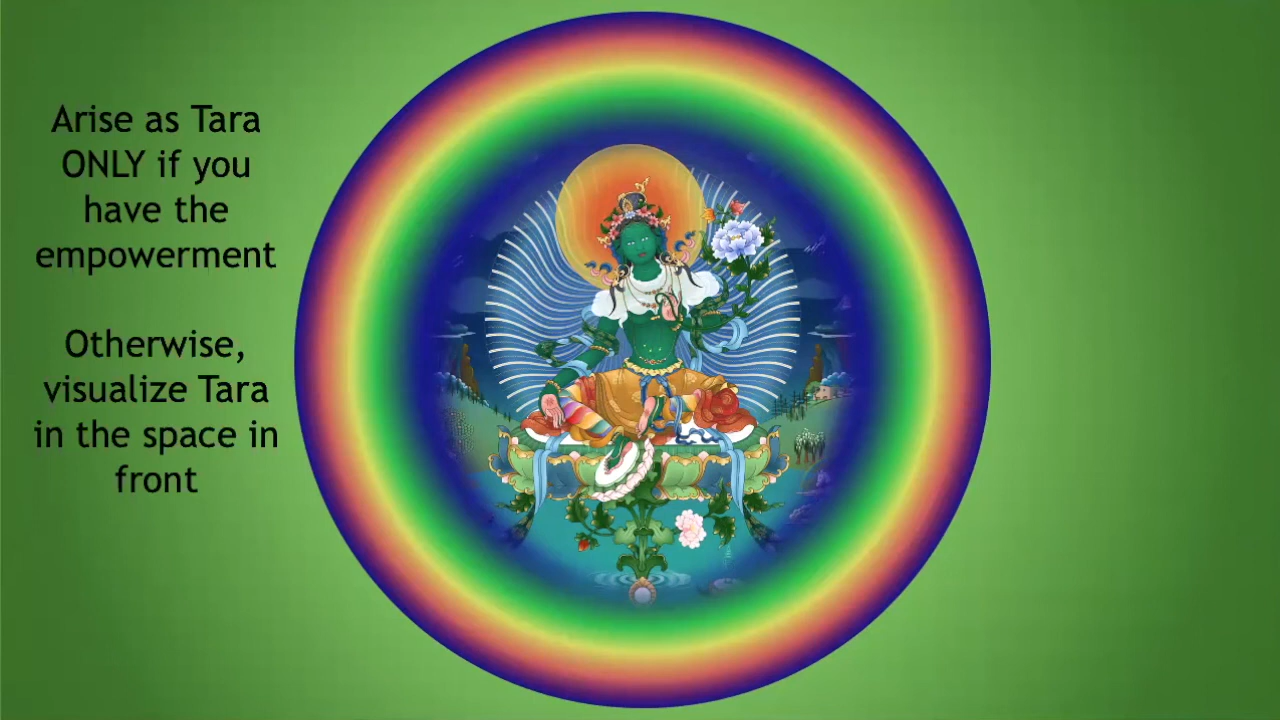 Arise as Tara
ONLY if you
have the
empowerment
Otherwise,
visualize Tara
in the space in
front